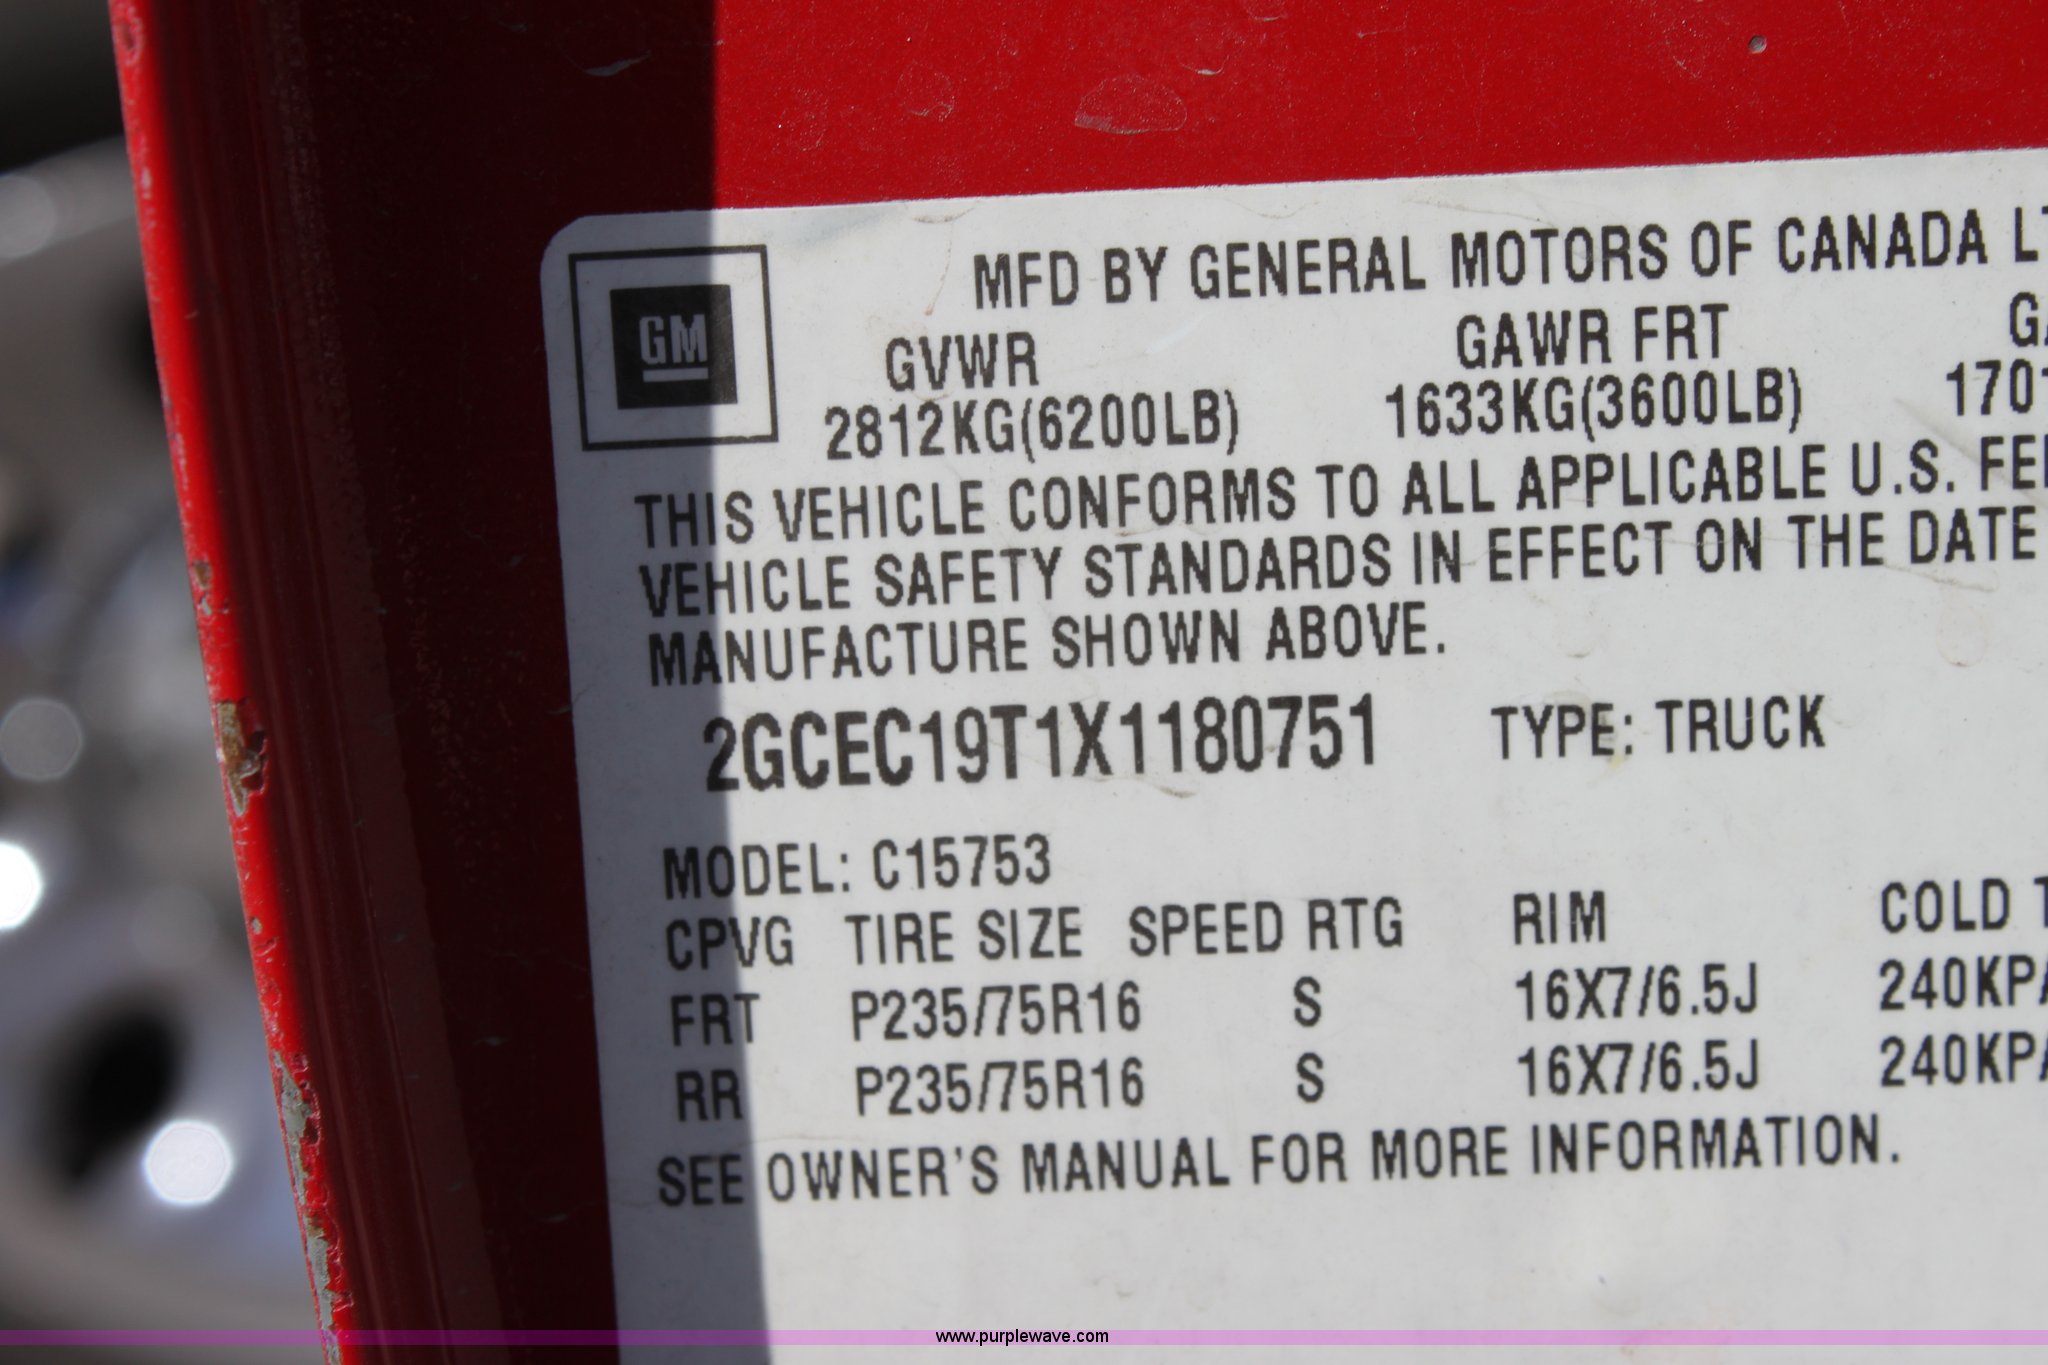 MFD BY GENERAL MOTORS OF CANADA
GM
GVWR GAWR FRT
2812KG(6200LB) 1633KG(3600LB)
THIS VEHICLE CONFORMS TO ALL APPLICABLE U.S.
VEHICLE SAFETY STANDARDS IN EFFECT ON THE DATE
MANUFACTURE SHOWN ABOVE.
2GCEC19T1X1180751 TYPE: TRUCK
MODEL: C15753
CPVG TIRE SIZE SPEED RTG RIM COLD
FRT P235/75R16 S 16X7/6.5J 240KPA
RR P235/75R16 S 16X7/6.5J 240KPA
SEE OWNER'S MANUAL FOR MORE INFORMATION.
www.purplewave.com